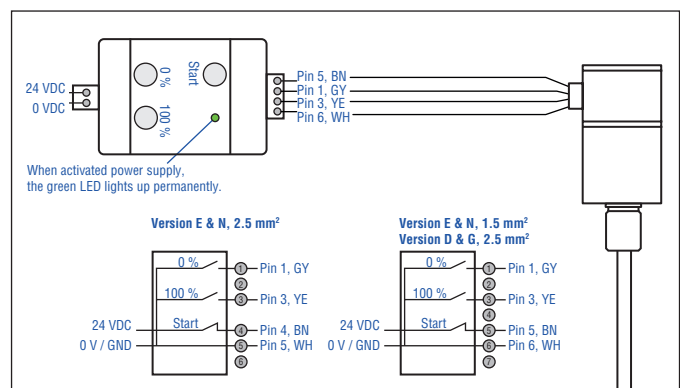 24 VDC
0 VDC
0 %
Start
100 %
Pin 5, BN
Pin 1, GY
Pin 3, YE
Pin 6, WH
When activated power supply,
the green LED lights up permanently.
Version E & N, 2.5 mm²
0 %
1
Pin 1, GY
2
100 %
3
Pin 3, YE
24 VDC
Start
4
Pin 4, BN
0 V / GND
5
Pin 5, WH
6
Version E & N, 1.5 mm²
Version D & G, 2.5 mm²
0 %
1
Pin 1, GY
2
100 %
3
Pin 3, YE
4
24 VDC
Start
5
Pin 5, BN
0 V / GND
6
Pin 6, WH
7